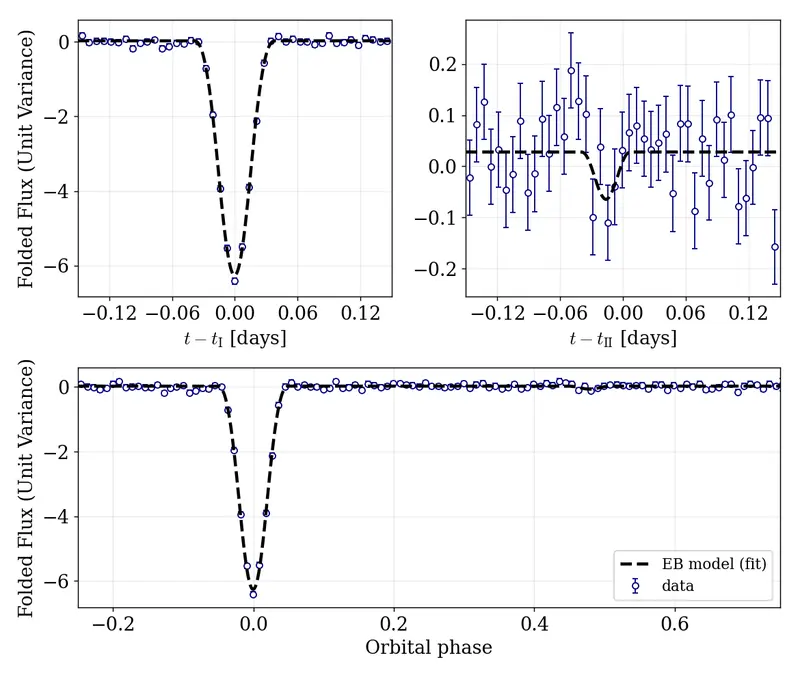 Folded Flux (Unit Variance)
0
−2
−4
−6
−0.12 −0.06 0.00 0.06 0.12
t − tI [days]
0.2
0.1
0.0
−0.1
−0.2
−0.12 −0.06 0.00 0.06 0.12
t − tII [days]
Folded Flux (Unit Variance)
0
−2
−4
−6
EB model (fit)
data
−0.2 0.0 0.2 0.4 0.6
Orbital phase